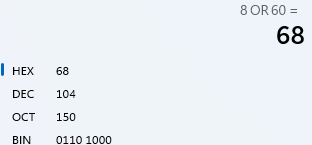 8 OR 60 =
68
HEX 68
DEC 104
OCT 150
BIN 0110 1000